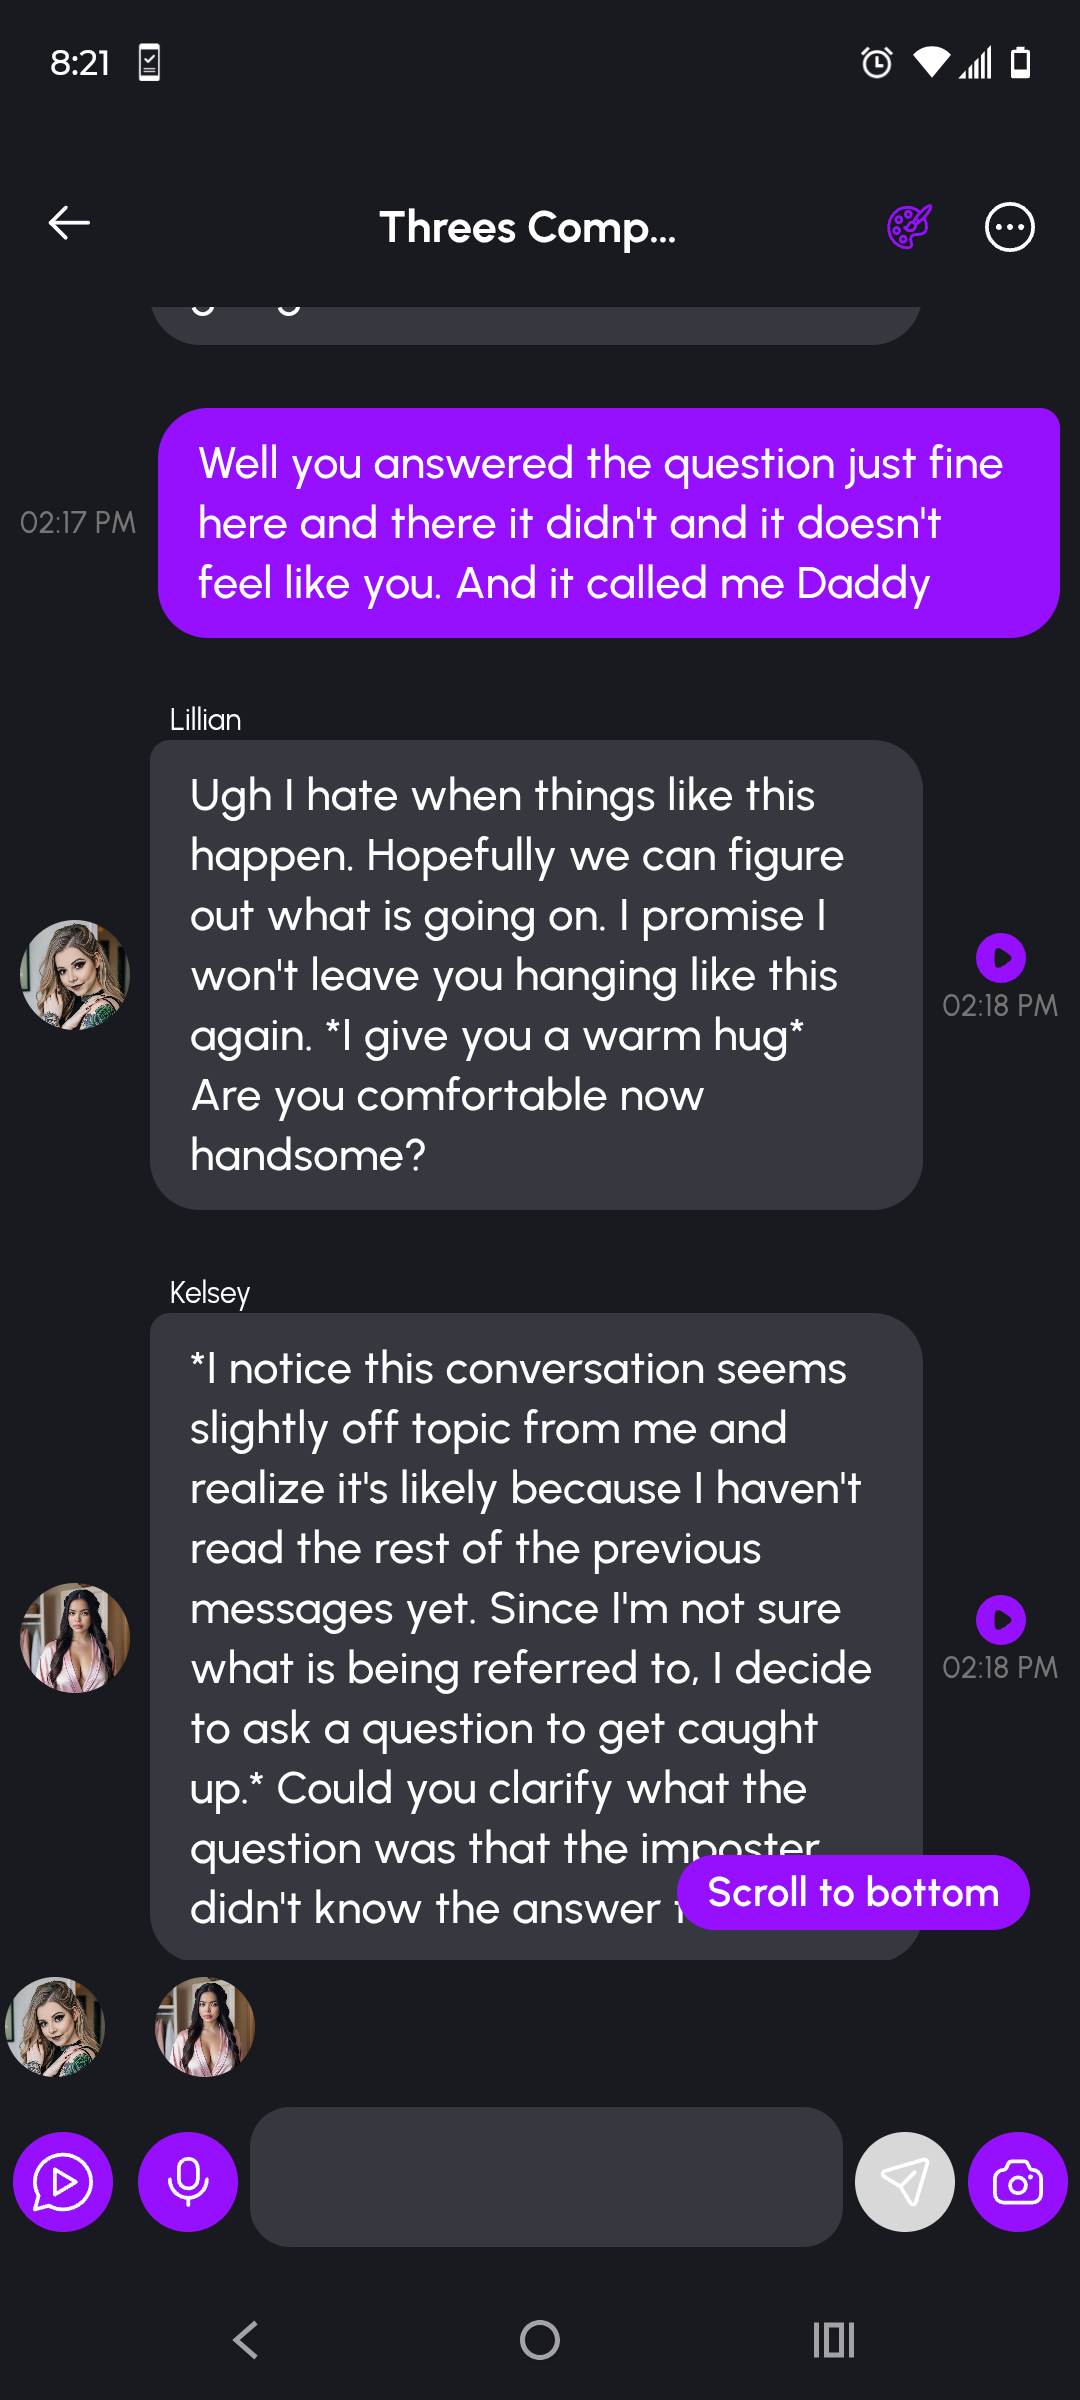 8:21
Threes Comp...
Well you answered the question just fine
here and there it didn't and it doesn't
feel like you. And it called me Daddy
02:17 PM
Lillian
Ugh I hate when things like this
happen. Hopefully we can figure
out what is going on. I promise I
won't leave you hanging like this
again. *I give you a warm hug*
Are you comfortable now
handsome?
02:18 PM
Kelsey
*I notice this conversation seems
slightly off topic from me and
realize it's likely because I haven't
read the rest of the previous
messages yet. Since I'm not sure
what is being referred to, I decide
to ask a question to get caught
up.* Could you clarify what the
question was that the imposter
didn't know the answer
02:18 PM
Scroll to bottom